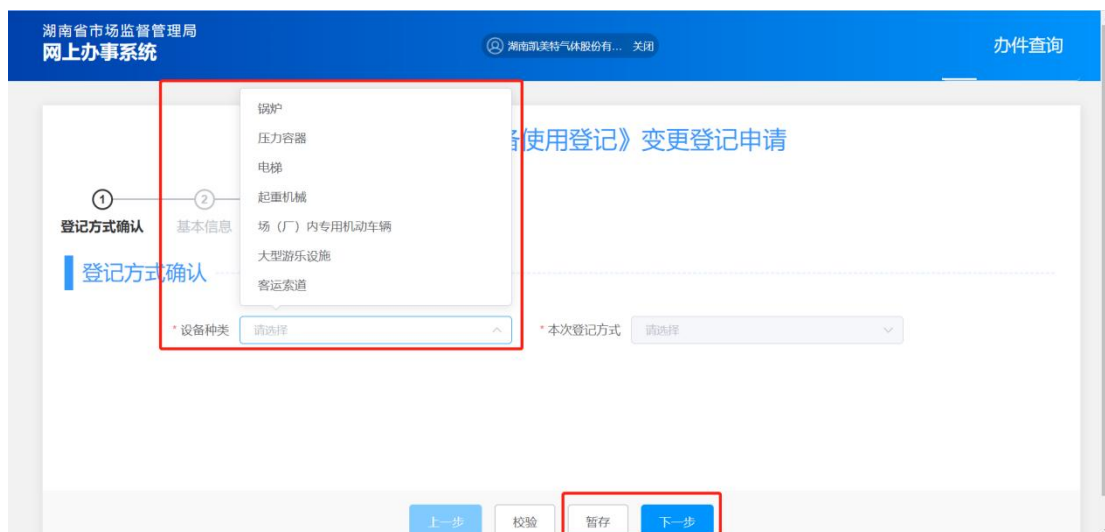 湖南省市场监督管理局
网上办事系统
湖南凯美特气体股份有... 关闭
办件查询
备使用登记》变更登记申请
锅炉
压力容器
电梯
起重机械
场（厂）内专用机动车辆
大型游乐设施
客运索道
1 2
登记方式确认 基本信息
登记方式确认
* 设备种类 请选择 * 本次登记方式 请选择
上一步 校验 暂存 下一步